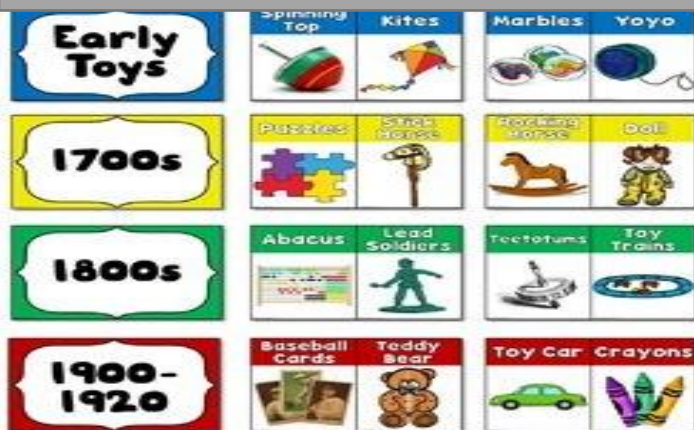 Early
Toys
Spinning
Top
Kites
Marbles
Yoyo
1700s
Puzzles
Stick
Horse
Rocking
Horse
Doll
1800s
Abacus
Lead
Soldiers
Teetotums
Toy
Trains
1900-
1920
Baseball
Cards
Teddy
Bear
Toy Car
Crayons